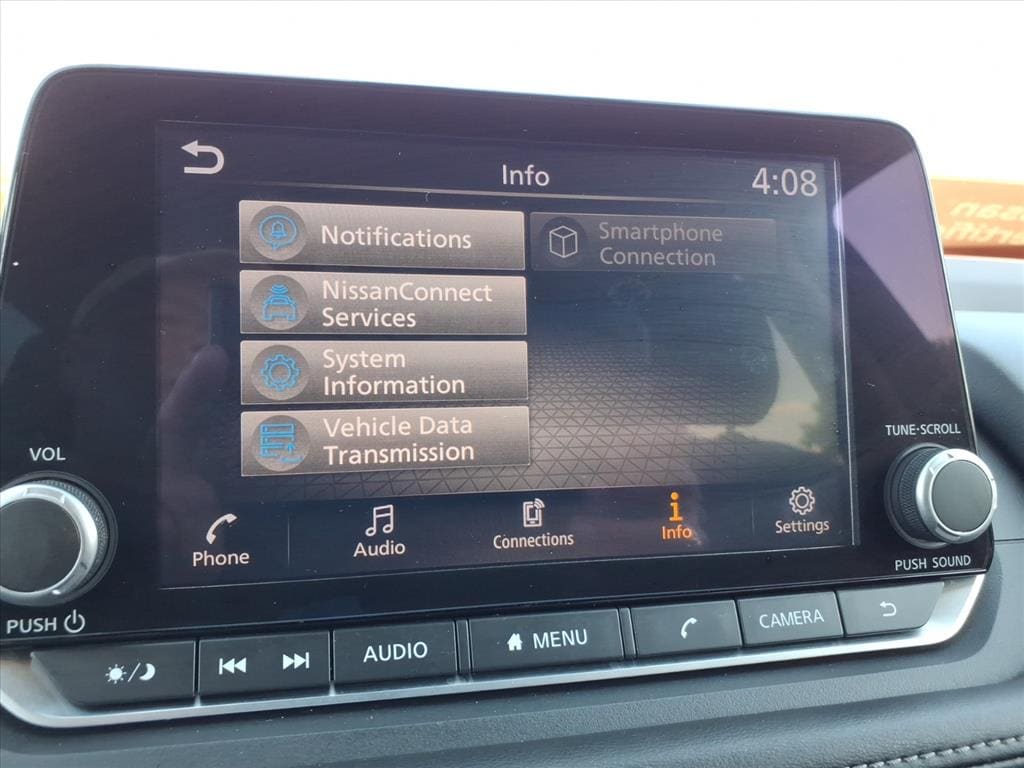 Info
4:08
Notifications
Smartphone
Connection
NissanConnect
Services
System
Information
Vehicle Data
Transmission
VOL
TUNE·SCROLL
Phone
Audio
Connections
Info
Settings
PUSH
PUSH SOUND
AUDIO
MENU
CAMERA